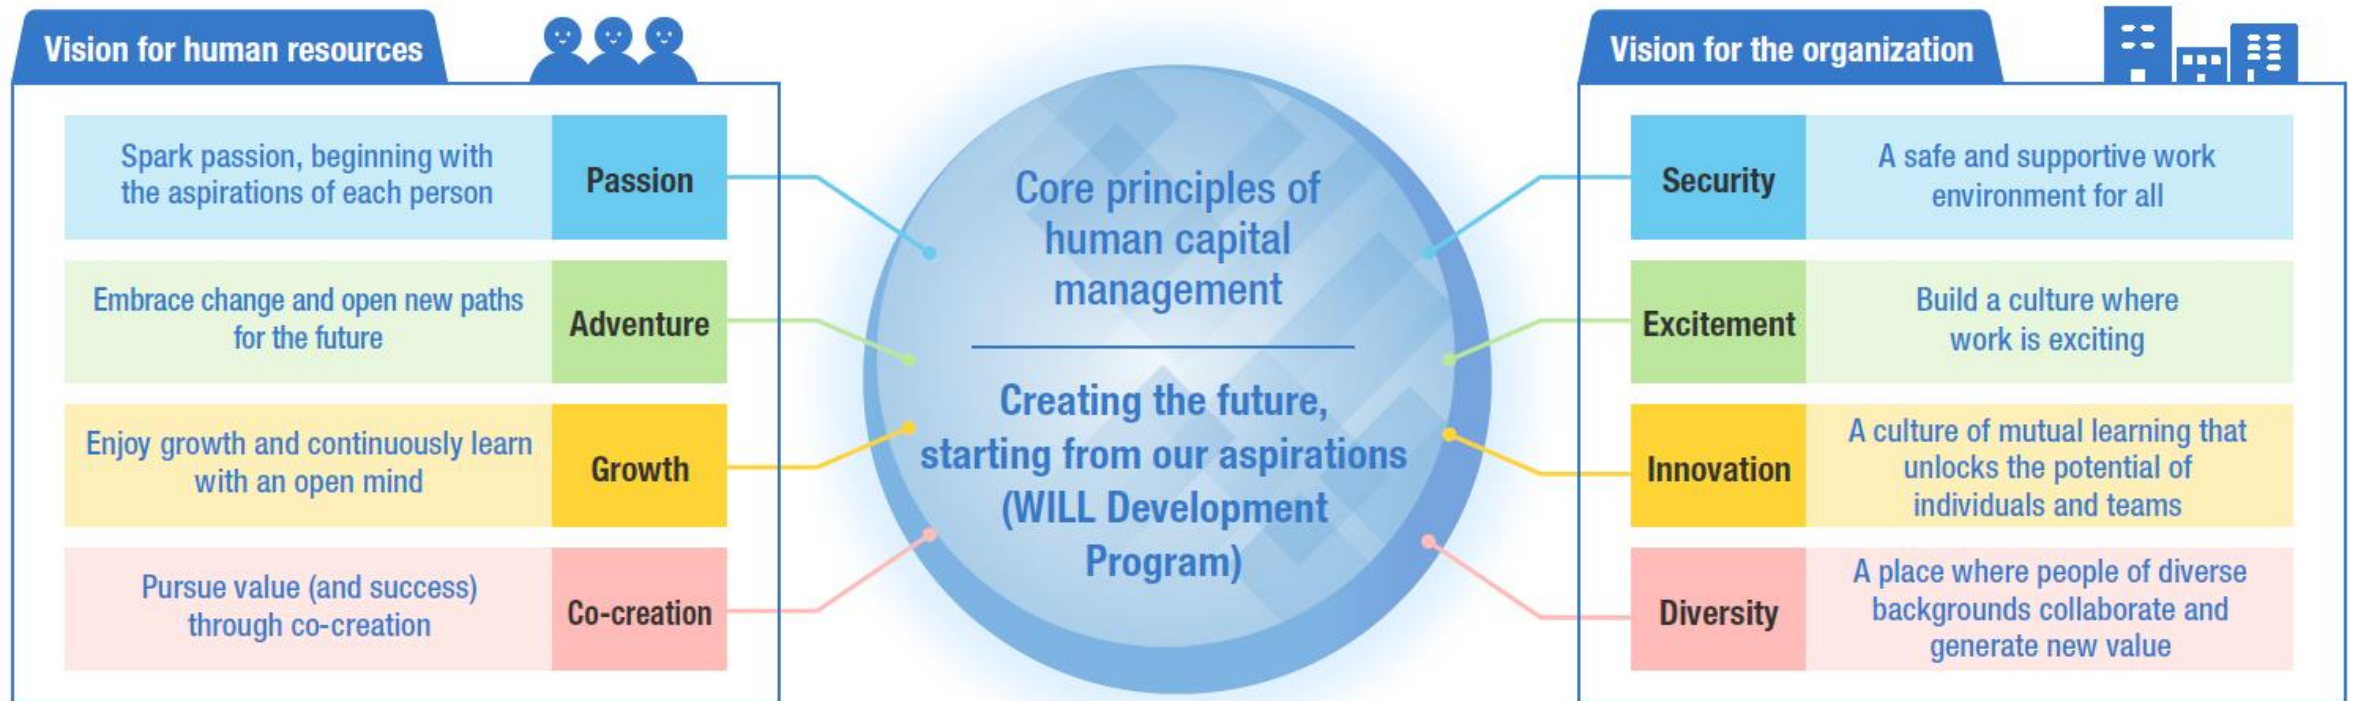 Vision for human resources
Spark passion, beginning with
the aspirations of each person
Passion
Embrace change and open new paths
for the future
Adventure
Enjoy growth and continuously learn
with an open mind
Growth
Pursue value (and success)
through co-creation
Co-creation
Core principles of
human capital
management
Creating the future,
starting from our aspirations
(WILL Development
Program)
Vision for the organization
Security
A safe and supportive work
environment for all
Excitement
Build a culture where
work is exciting
Innovation
A culture of mutual learning that
unlocks the potential of
individuals and teams
Diversity
A place where people of diverse
backgrounds collaborate and
generate new value